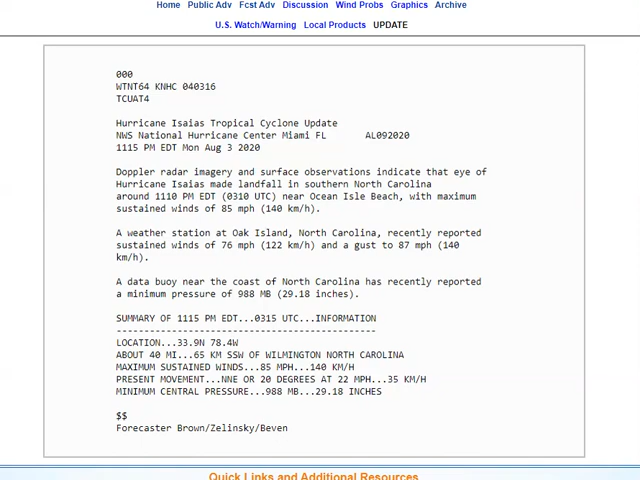 Home Public Adv Fcst Adv Discussion Wind Probs Graphics Archive
U.S. Watch/Warning Local Products UPDATE
000
WTNT64 KNHC 040316
TCUAT4
Hurricane Isaias Tropical Cyclone Update
NWS National Hurricane Center Miami FL AL092020
1115 PM EDT Mon Aug 3 2020
Doppler radar imagery and surface observations indicate that eye of
Hurricane Isaias made landfall in southern North Carolina
around 1110 PM EDT (0310 UTC) near Ocean Isle Beach, with maximum
sustained winds of 85 mph (140 km/h).
A weather station at Oak Island, North Carolina, recently reported
sustained winds of 76 mph (122 km/h) and a gust to 87 mph (140
km/h).
A data buoy near the coast of North Carolina has recently reported
a minimum pressure of 988 MB (29.18 inches).
SUMMARY OF 1115 PM EDT...0315 UTC...INFORMATION
--------------------------------------------------
LOCATION...33.9N 78.4W
ABOUT 40 MI...65 KM SSW OF WILMINGTON NORTH CAROLINA
MAXIMUM SUSTAINED WINDS...85 MPH...140 KM/H
PRESENT MOVEMENT...NNE OR 20 DEGREES AT 22 MPH...35 KM/H
MINIMUM CENTRAL PRESSURE...988 MB...29.18 INCHES
$$
Forecaster Brown/Zelinsky/Beven
Quick Links and Additional Resources